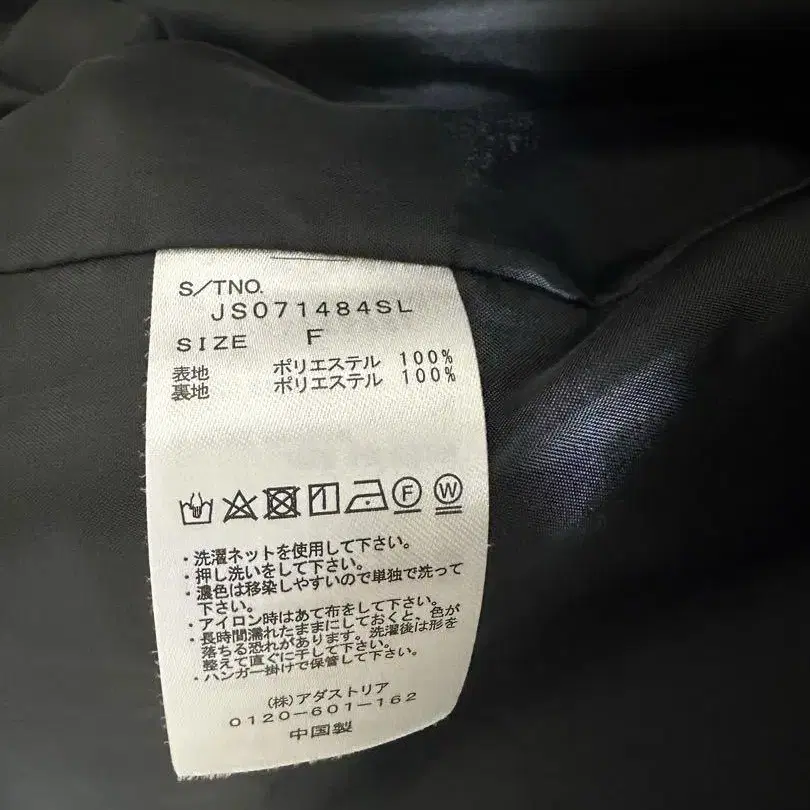 S/TNO.
JS071484SL
SIZE F
表地 ポリエステル 100%
裏地 ポリエステル 100%
F W
・洗濯ネットを使用して下さい。
・押し洗いをして下さい。
・濃色は移染しやすいので単独で洗って
下さい。
・アイロン時はあて布をして下さい。
・長時間濡れたままにしておくと、色が
落ちる恐れがあります。洗濯後は形を
整えて直ぐに干して下さい。
・ハンガー掛けで保管して下さい。
(株)アダストリア
0120-601-162
中国製